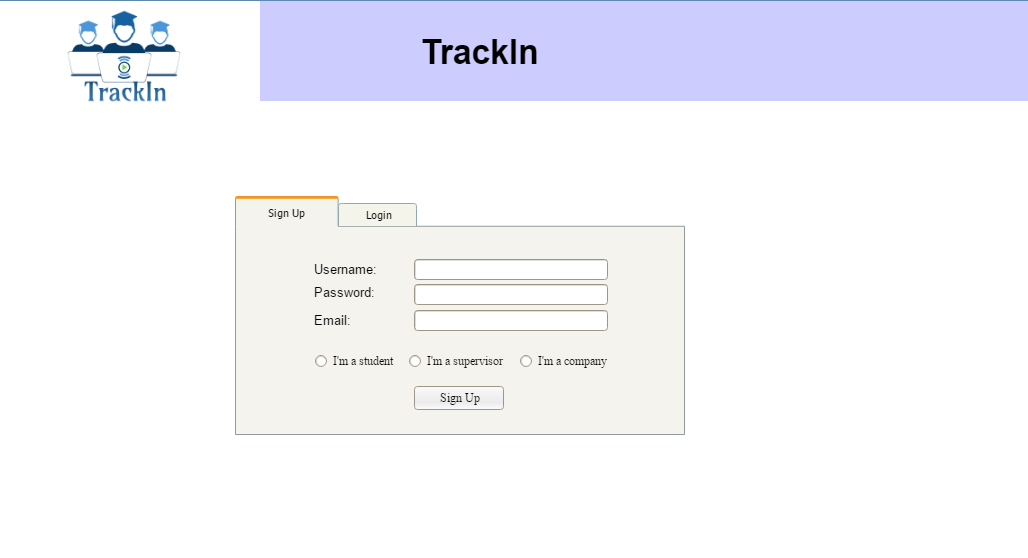 TrackIn
TrackIn
Sign Up
Login
Username:
Password:
Email:
I'm a student
I'm a supervisor
I'm a company
Sign Up